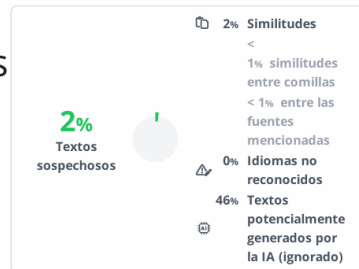 s
2%
Textos
sospechosos
2% Similitudes
<
1% similitudes
entre comillas
< 1% entre las
fuentes
mencionadas
0% Idiomas no
reconocidos
46% Textos
potencialmente
generados por
la IA (ignorado)
AI